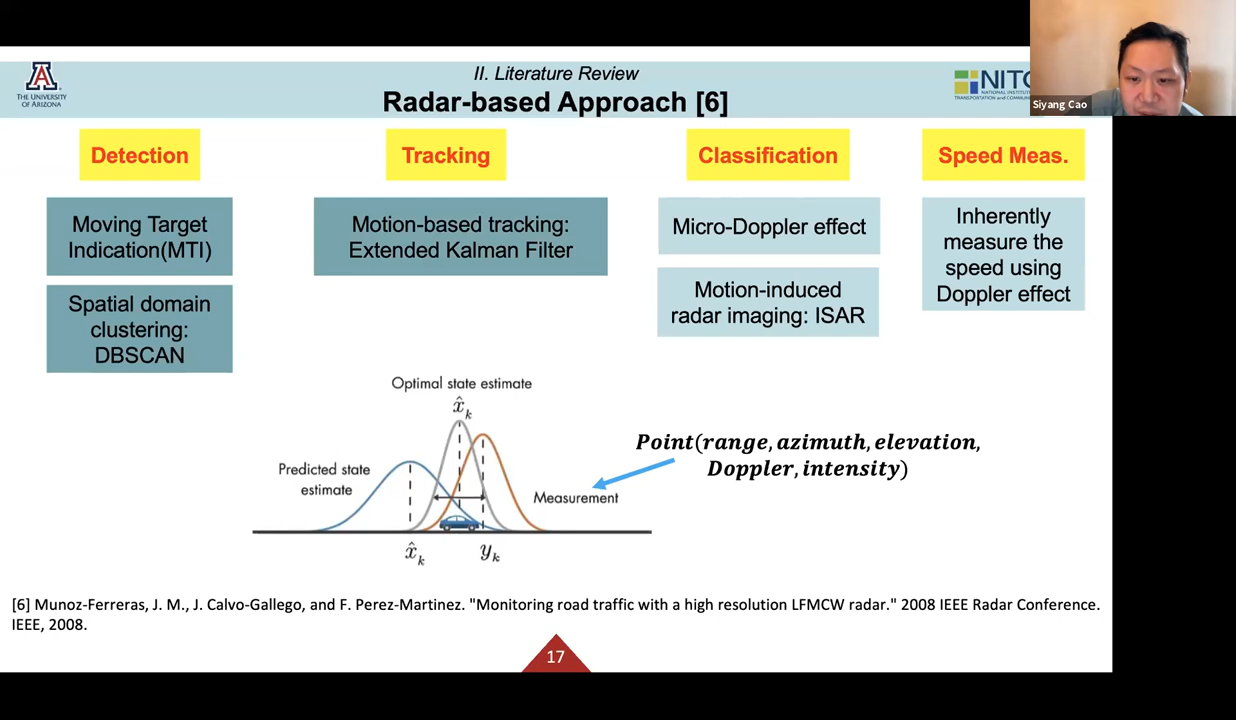 THE UNIVERSITY
OF ARIZONA
II. Literature Review
Radar-based Approach [6]
NITC
Siyang Cao
Detection
Tracking
Classification
Speed Meas.
Moving Target
Indication(MTI)
Spatial domain
clustering:
DBSCAN
Motion-based tracking:
Extended Kalman Filter
Micro-Doppler effect
Motion-induced
radar imaging: ISAR
Inherently
measure the
speed using
Doppler effect
Optimal state estimate
x̂k
Predicted state
estimate
Measurement
x̂k
yk
Point(range, azimuth, elevation,
Doppler, intensity)
[6] Munoz-Ferreras, J. M., J. Calvo-Gallego, and F. Perez-Martinez. "Monitoring road traffic with a high resolution LFMCW radar." 2008 IEEE Radar Conference.
IEEE, 2008.
17